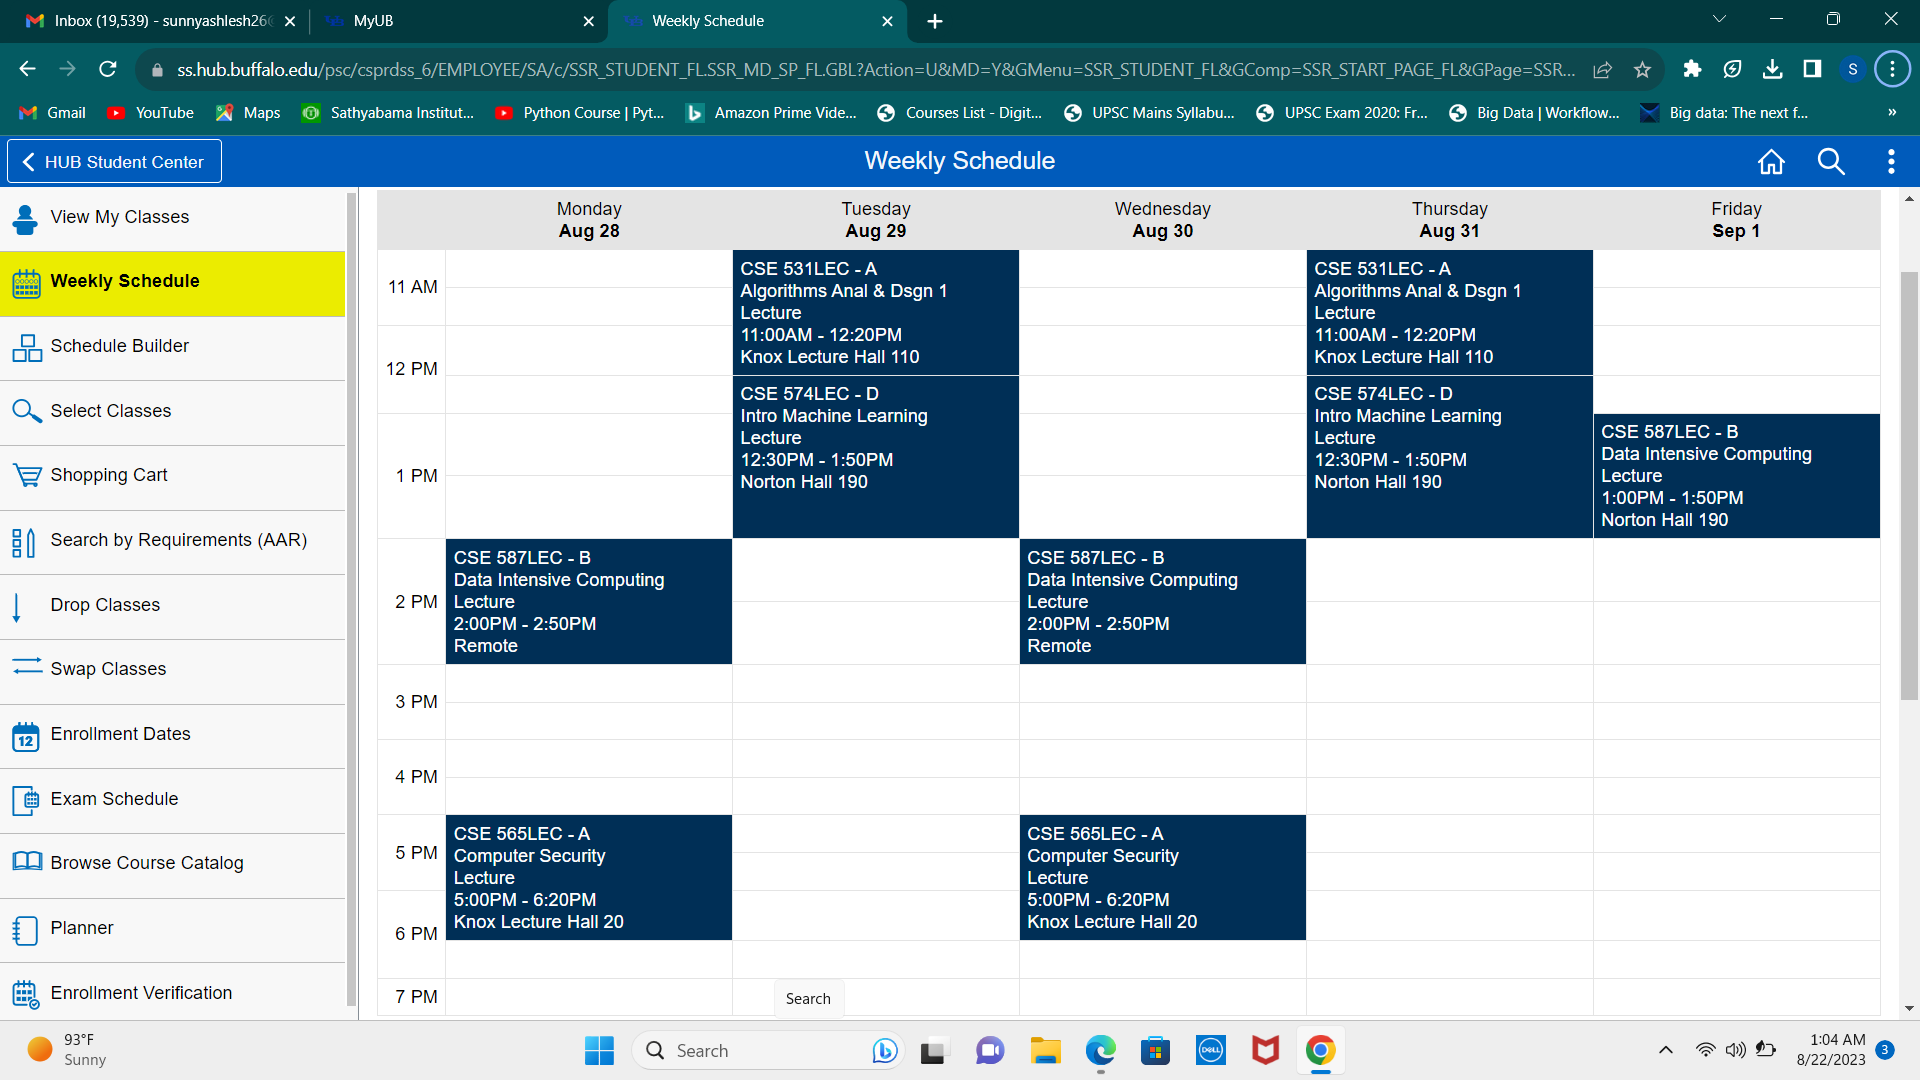 Inbox (19,539) - sunnyashlesh26
MyUB
Weekly Schedule
ss.hub.buffalo.edu/psc/csprdss_6/EMPLOYEE/SA/c/SSR_STUDENT_FL.SSR_MD_SP_FL.GBL?Action=U&MD=Y&GMenu=SSR_STUDENT_FL&GComp=SSR_START_PAGE_FL&GPage=SSR...
S
Gmail
YouTube
Maps
Sathyabama Institut...
Python Course | Pyt...
Amazon Prime Vide...
Courses List - Digit...
UPSC Mains Syllabu...
UPSC Exam 2020: Fr...
Big Data | Workflow...
Big data: The next f...
»
HUB Student Center
Weekly Schedule
View My Classes
Weekly Schedule
Schedule Builder
Select Classes
Shopping Cart
Search by Requirements (AAR)
Drop Classes
Swap Classes
12
Enrollment Dates
Exam Schedule
Browse Course Catalog
Planner
Enrollment Verification
Monday
Aug 28
Tuesday
Aug 29
Wednesday
Aug 30
Thursday
Aug 31
Friday
Sep 1
11 AM
12 PM
1 PM
2 PM
3 PM
4 PM
5 PM
6 PM
7 PM
CSE 531LEC - A
Algorithms Anal & Dsgn 1
Lecture
11:00AM - 12:20PM
Knox Lecture Hall 110
CSE 531LEC - A
Algorithms Anal & Dsgn 1
Lecture
11:00AM - 12:20PM
Knox Lecture Hall 110
CSE 574LEC - D
Intro Machine Learning
Lecture
12:30PM - 1:50PM
Norton Hall 190
CSE 574LEC - D
Intro Machine Learning
Lecture
12:30PM - 1:50PM
Norton Hall 190
CSE 587LEC - B
Data Intensive Computing
Lecture
1:00PM - 1:50PM
Norton Hall 190
CSE 587LEC - B
Data Intensive Computing
Lecture
2:00PM - 2:50PM
Remote
CSE 587LEC - B
Data Intensive Computing
Lecture
2:00PM - 2:50PM
Remote
CSE 565LEC - A
Computer Security
Lecture
5:00PM - 6:20PM
Knox Lecture Hall 20
CSE 565LEC - A
Computer Security
Lecture
5:00PM - 6:20PM
Knox Lecture Hall 20
Search
93°F
Sunny
Search
DELL
1:04 AM
8/22/2023
3